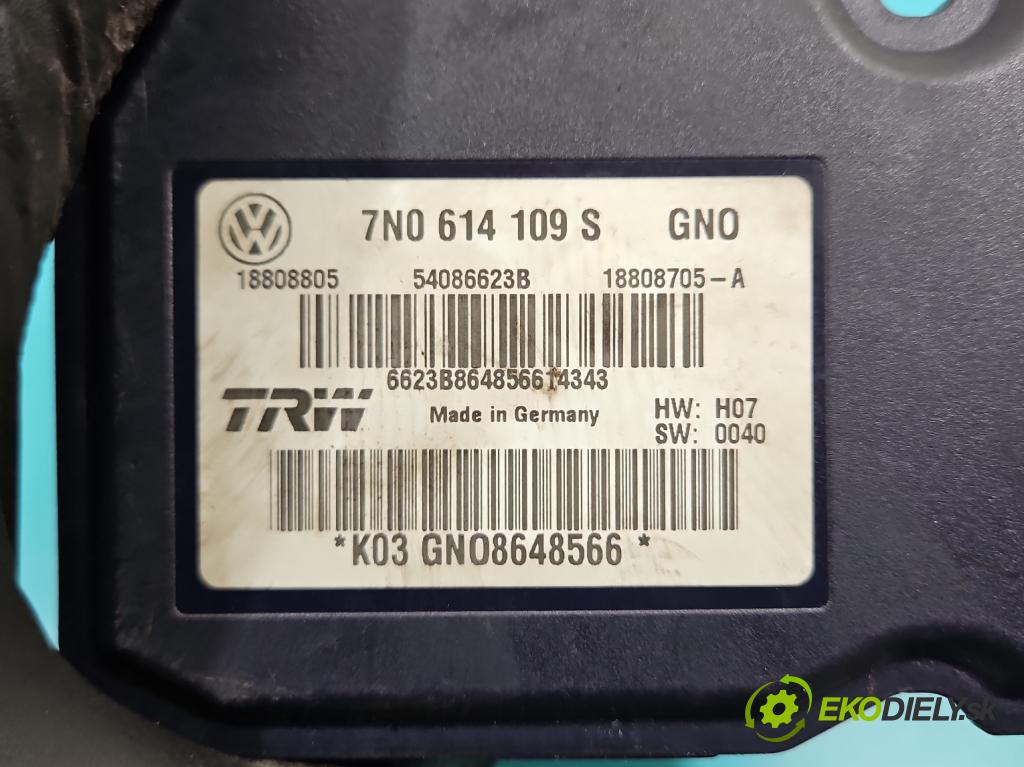 7N0 614 109 S GNO
18808805 54086623B 18808705-A
6623B864856614343
TRW Made in Germany HW: H07
SW: 0040
*K03 GNO8648566*
EKODIELY.sk